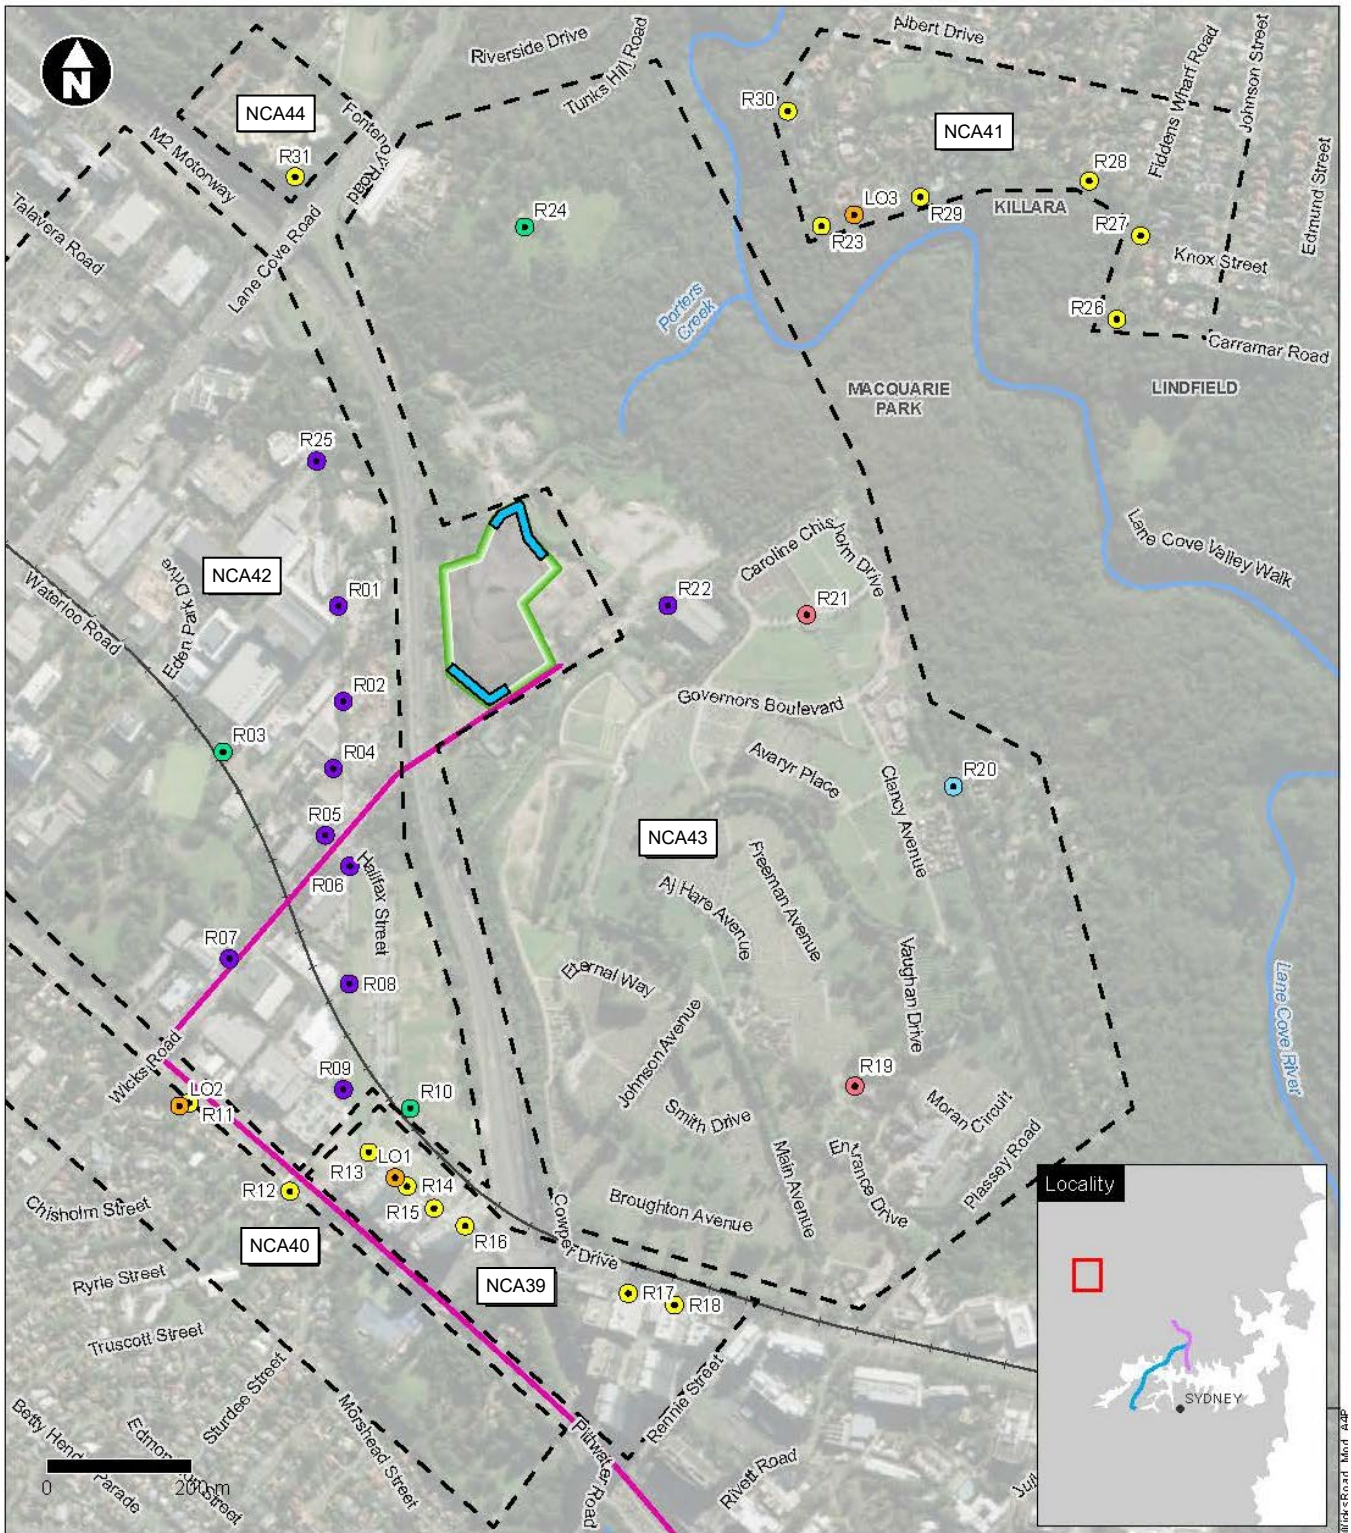 N
Riverside Drive
Tunks Hill Road
Albert Drive
Fiddens Wharf Road
Johnson Street
Edmund Street
NCA44
R31
Fontenoy Road
M2 Motorway
Talavera Road
Lane Cove Road
R24
R30
NCA41
R28
LO3
R29
R23
KILLARA
R27
Knox Street
R26
Carramar Road
Porters
Creek
MACQUARIE
PARK
LINDFIELD
R25
Lane Cove Valley Walk
Caroline Chisholm Drive
NCA42
R01
R22
R21
Waterloo Road
Eden Park Drive
R02
Governors Boulevard
R03
R04
Avaryr Place
R20
Clancy Avenue
R05
NCA43
R06
Halifax Street
Freeman Avenue
Aj Hare Avenue
R07
Eternal Way
Vaughan Drive
R08
Lane Cove River
Johnson Avenue
Wicks Road
R09
R19
LO2
R11
R10
Smith Drive
Moran Circuit
R13
LO1
R14
R12
R15
R16
Main Avenue
Entrance Drive
Plassey Road
Broughton Avenue
Chisholm Street
NCA40
Cowper Drive
NCA39
R17
R18
Ryrie Street
Truscott Street
Sturdee Street
Morshead Street
Rennie Street
Pittwater Road
Rivett Road
0
200 m
Locality
SYDNEY